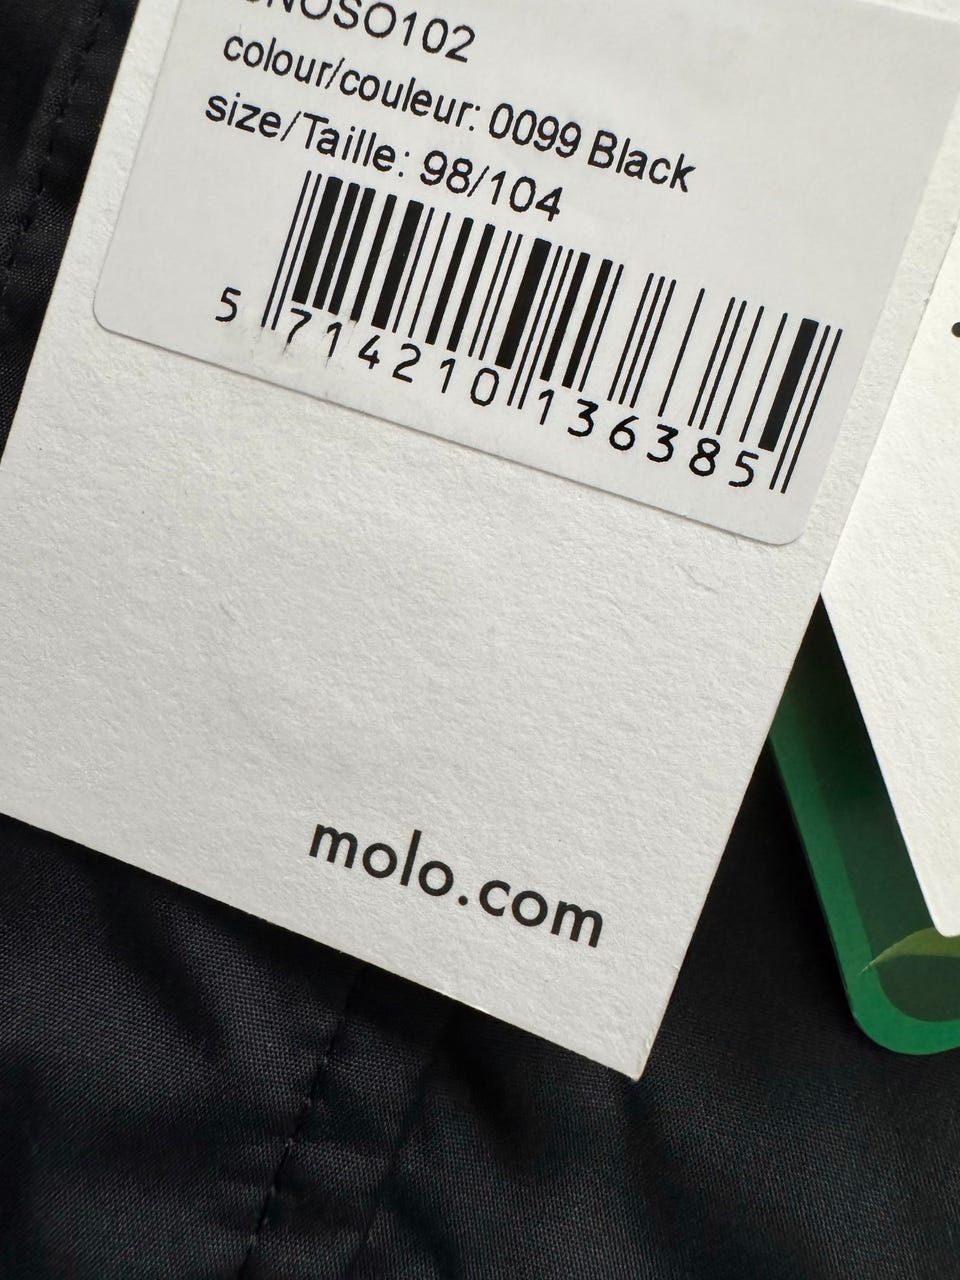 colour/couleur: 0099 Black
size/Taille: 98/104
5 714210 136385
molo.com